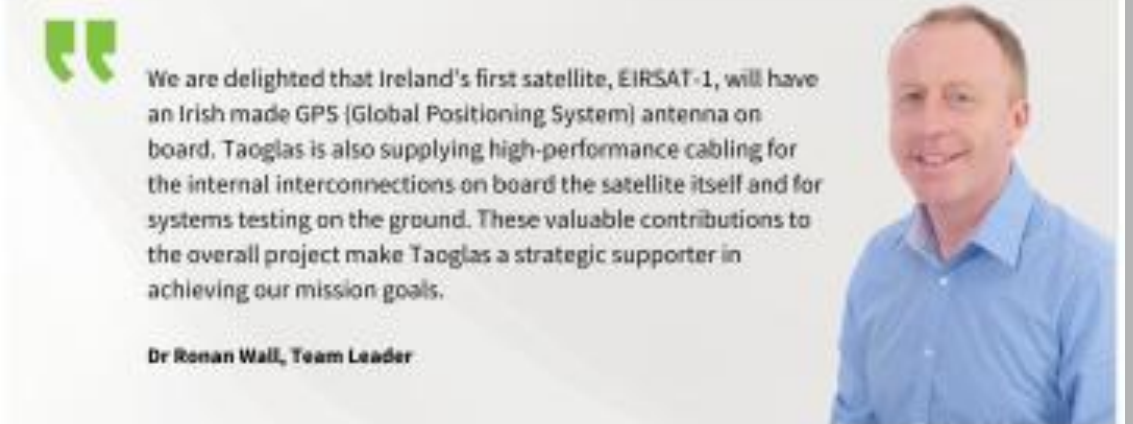 We are delighted that Ireland's first satellite, EIRSAT-1, will have
an Irish made GPS (Global Positioning System) antenna on
board. Taoglas is also supplying high-performance cabling for
the internal interconnections on board the satellite itself and for
systems testing on the ground. These valuable contributions to
the overall project make Taoglas a strategic supporter in
achieving our mission goals.
Dr Ronan Wall, Team Leader